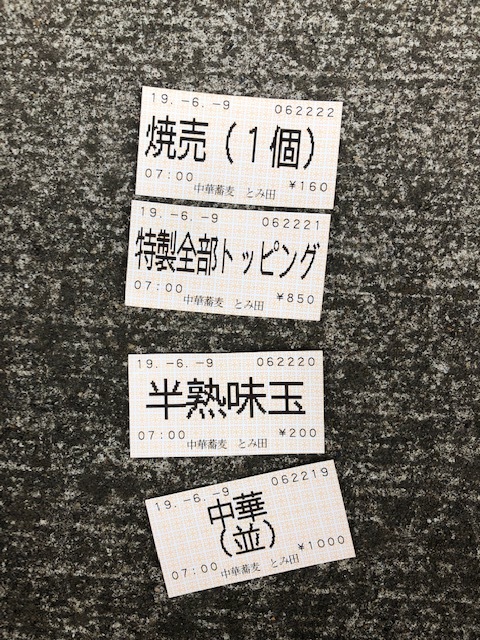 19.-6.-9 062222
焼売(1個)
07:00 ¥160
中華蕎麦 とみ田
19.-6.-9 062221
特製全部トッピング
07:00 ¥850
中華蕎麦 とみ田
19.-6.-9 062220
半熟味玉
07:00 ¥200
中華蕎麦 とみ田
19.-6.-9 062219
中華
(並)
07:00 ¥1000
中華蕎麦 とみ田